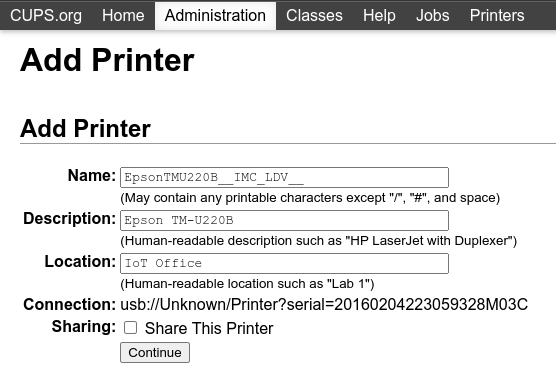 CUPS.org Home Administration Classes Help Jobs Printers
Add Printer
Add Printer
Name: EpsonTMU220B__IMC_LDV__
(May contain any printable characters except "/", "#", and space)
Description: Epson TM-U220B
(Human-readable description such as "HP LaserJet with Duplexer")
Location: IoT Office
(Human-readable location such as "Lab 1")
Connection: usb://Unknown/Printer?serial=20160204223059328M03C
Sharing: Share This Printer
Continue